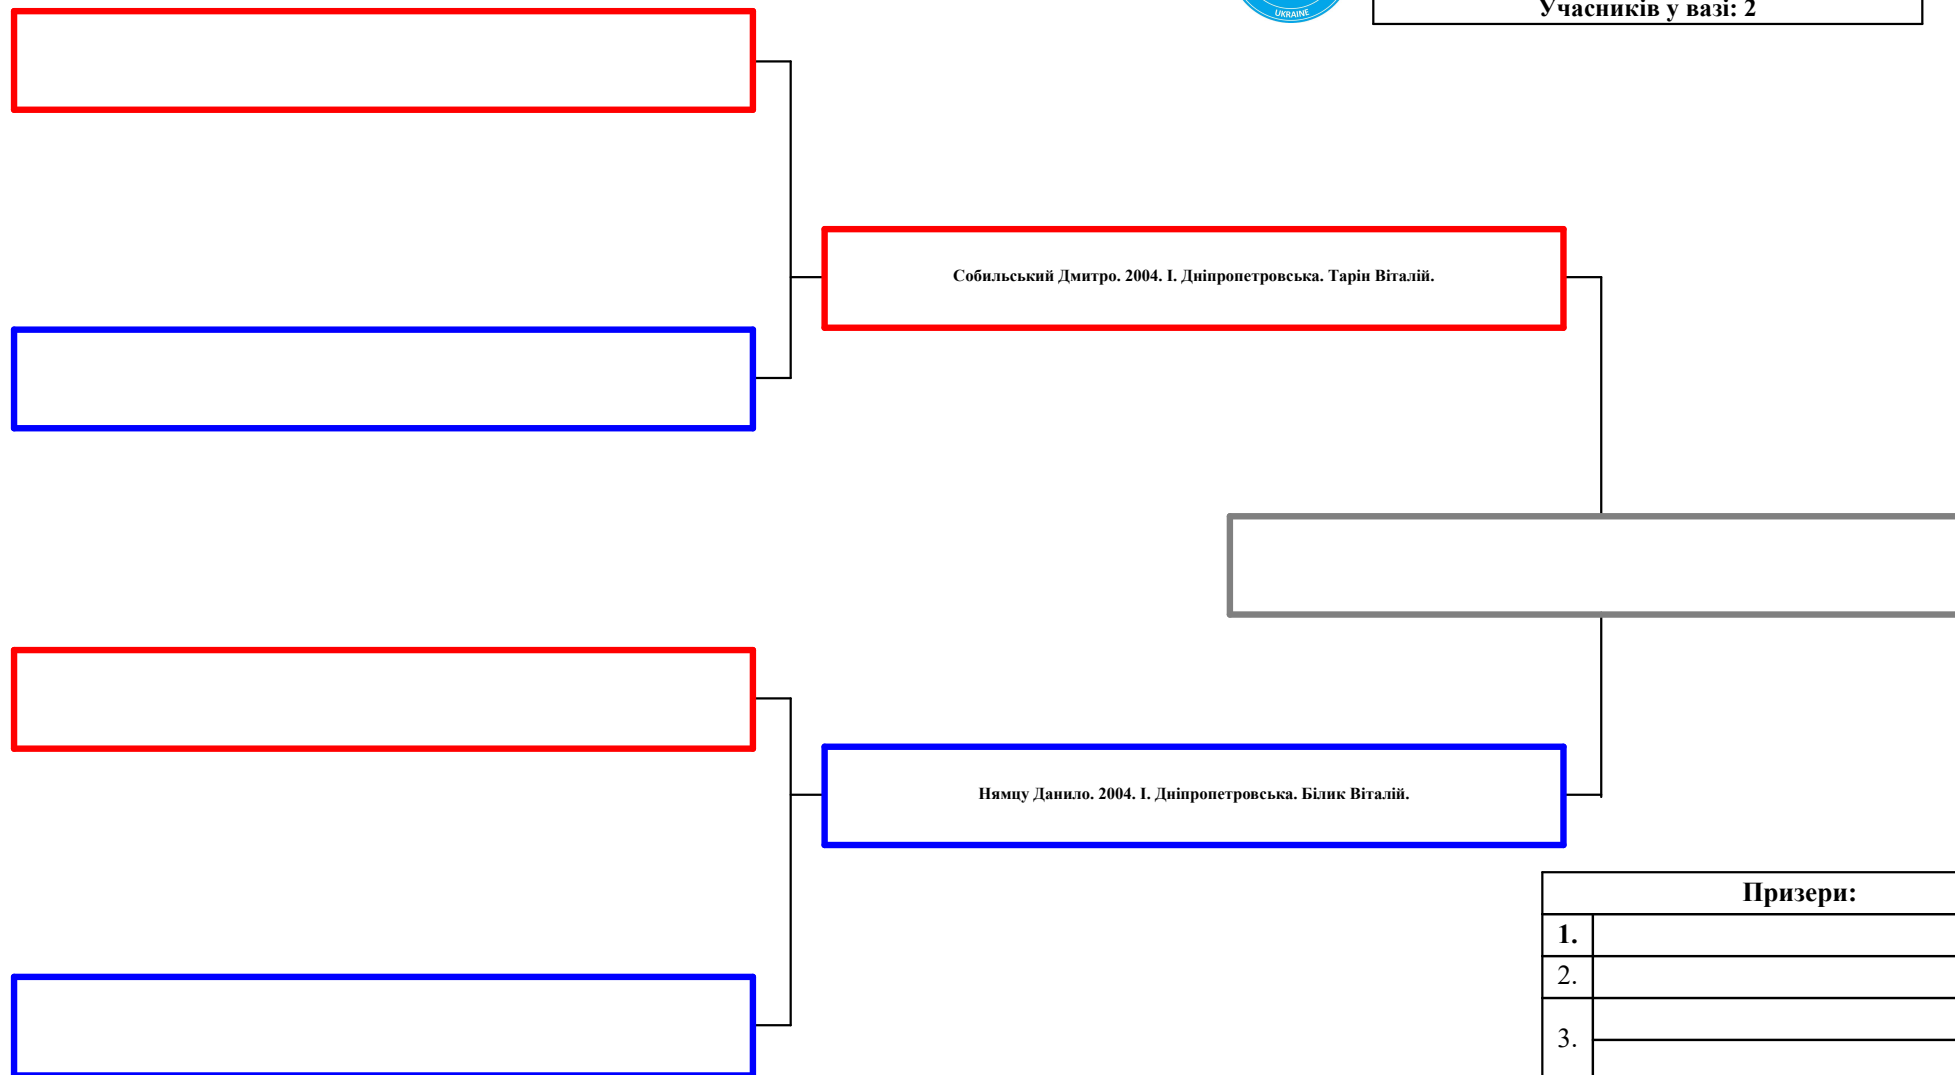 UKRAINE
Учасників у вазі: 2
Собильський Дмитро. 2004. І. Дніпропетровська. Тарін Віталій.
Нямцу Данило. 2004. І. Дніпропетровська. Білик Віталій.
Призери:
1.
2.
3.